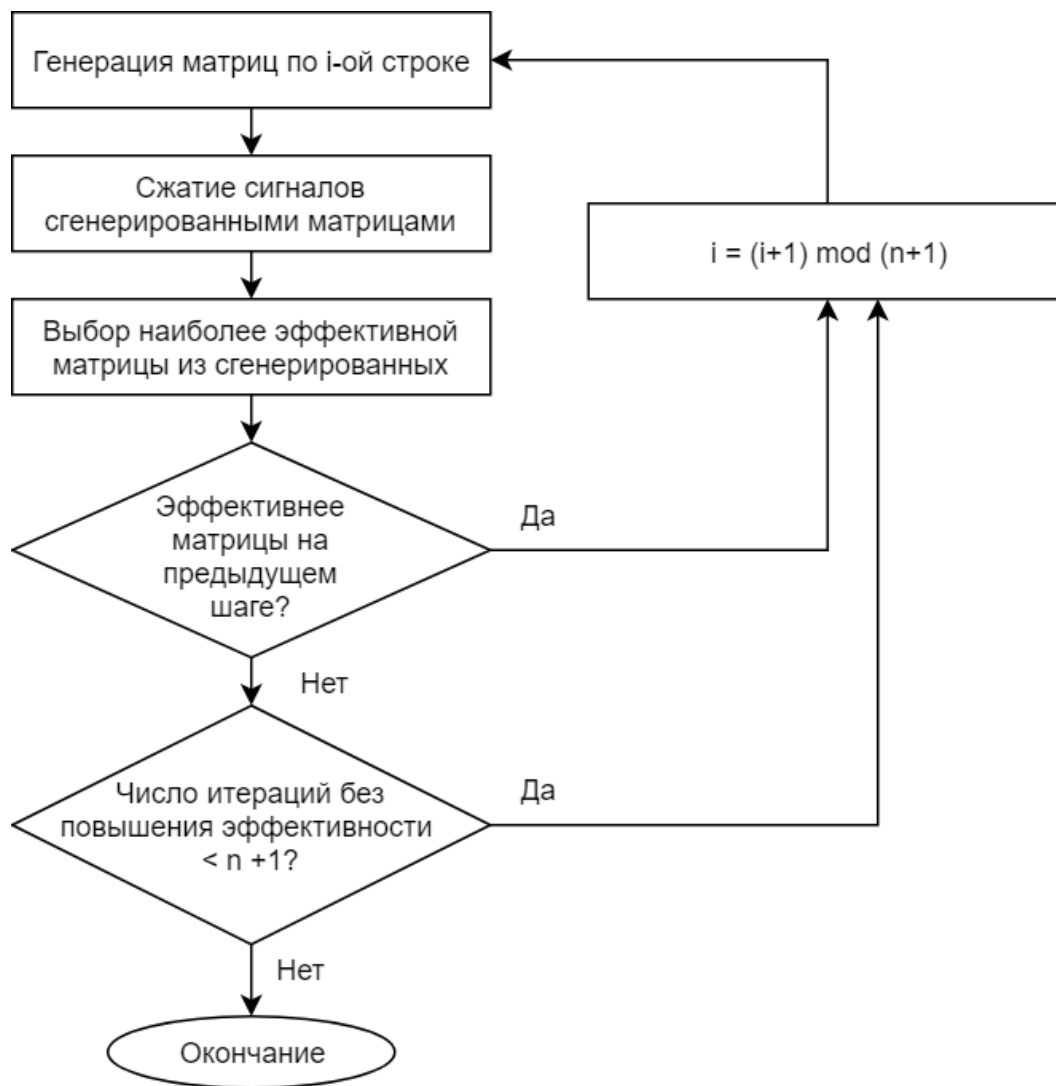 Генерация матриц по i-ой строке
Сжатие сигналов
сгенерированными матрицами
i = (i+1) mod (n+1)
Выбор наиболее эффективной
матрицы из сгенерированных
Эффективнее
матрицы на
предыдущем
шаге?
Да
Нет
Число итераций без
повышения эффективности
< n +1?
Да
Нет
Окончание